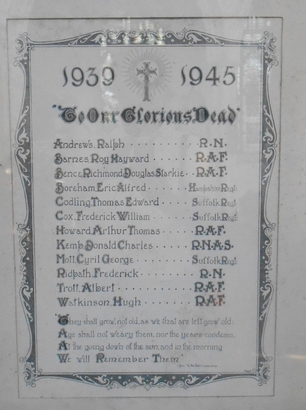 1939 1945
"To Our Glorious Dead"
Andrews. Ralph · · · · · · · · · R.N.
Barnes. Roy Hayward · · · · · · · R.A.F.
Bence. Richmond Douglas Starkie · R.A.F.
Boreham. Eric Alfred · · · · Hampshire Regt.
Codling. Thomas Edward · · · · Suffolk Regt.
Cox. Frederick William · · · · · Suffolk Regt.
Howard. Arthur Thomas · · · · · R.A.F.
Kemp. Donald Charles · · · · · R.N.A.S.
Mott. Cyril George · · · · · · Suffolk Regt.
Ridpath. Frederick · · · · · · · R.N.
Trott. Albert · · · · · · · · · R.A.F.
Watkinson. Hugh · · · · · · · R.A.F.
"They shall grow not old, as we that are left grow old:
Age shall not weary them, nor the years condemn.
At the going down of the sun and in the morning
We will Remember Them"